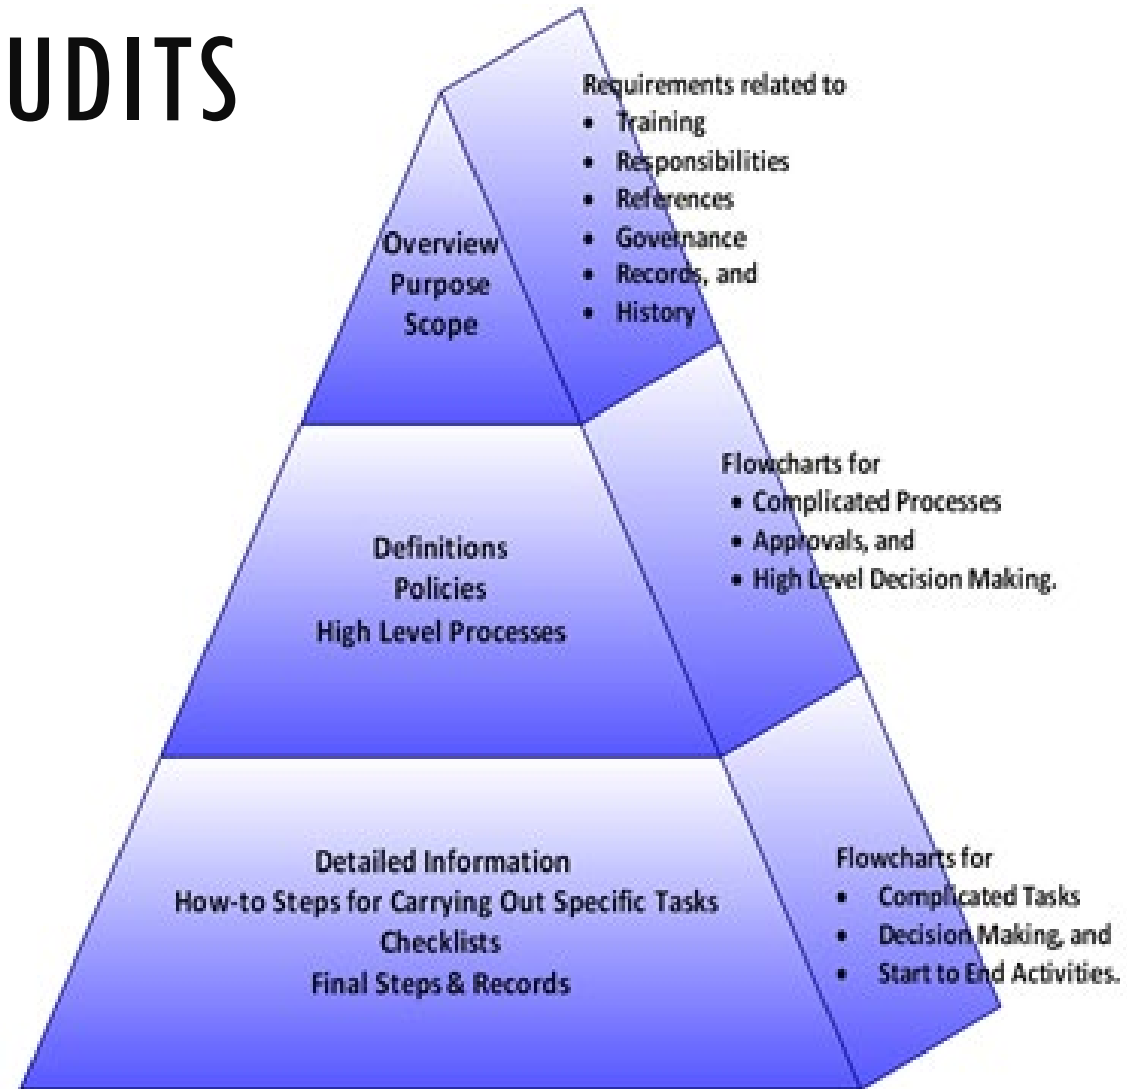 UDITS
Requirements related to
• Training
• Responsibilities
• References
• Governance
• Records, and
• History
Overview
Purpose
Scope
Flowcharts for
• Complicated Processes
• Approvals, and
• High Level Decision Making.
Definitions
Policies
High Level Processes
Flowcharts for
• Complicated Tasks
• Decision Making, and
• Start to End Activities.
Detailed Information
How-to Steps for Carrying Out Specific Tasks
Checklists
Final Steps & Records